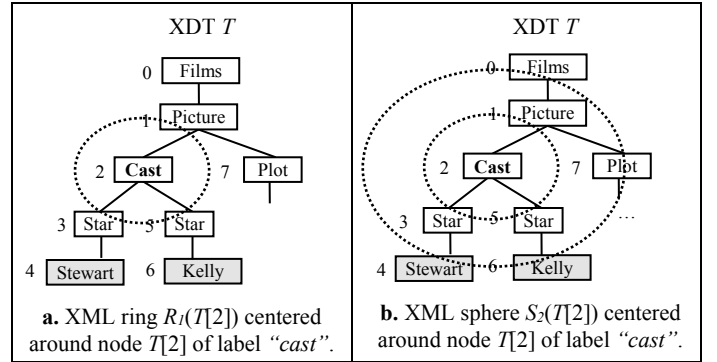 XDT T
0 Films
1 Picture
2 Cast 7 Plot
3 Star 5 Star
4 Stewart 6 Kelly
a. XML ring R1(T[2]) centered
around node T[2] of label “cast”.
XDT T
0 Films
1 Picture
2 Cast 7 Plot
3 Star 5 Star …
4 Stewart 6 Kelly
b. XML sphere S2(T[2]) centered
around node T[2] of label “cast”.